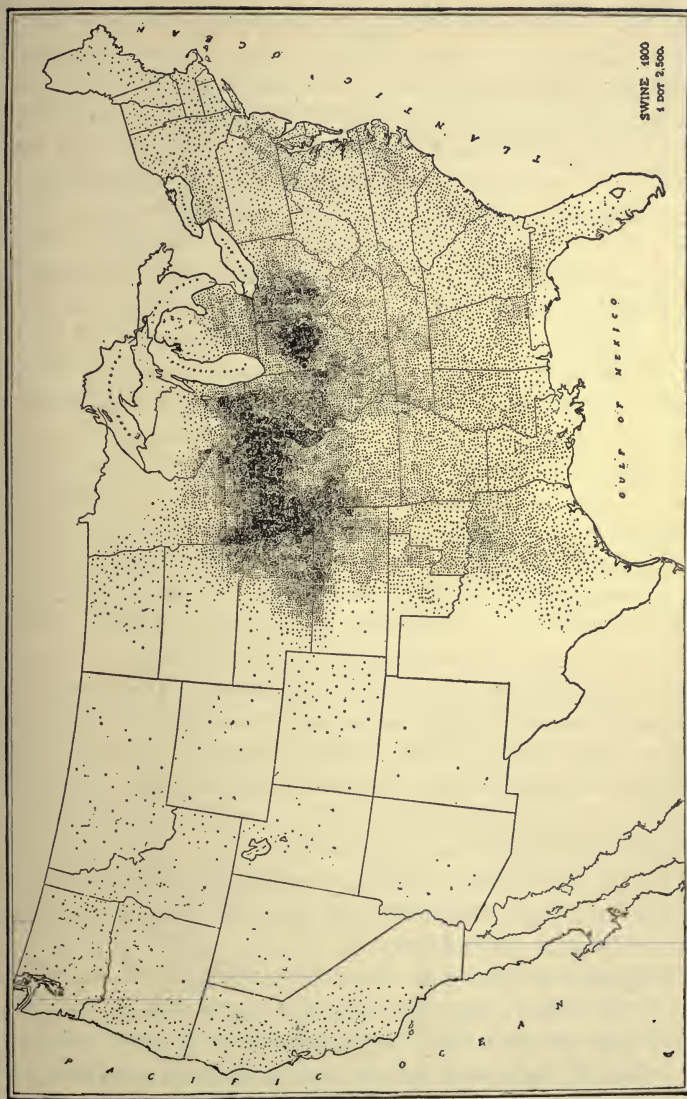 ATLANTIC OCEAN
SWINE 1900
1 DOT 2,500.
GULF OF MEXICO
PACIFIC OCEAN